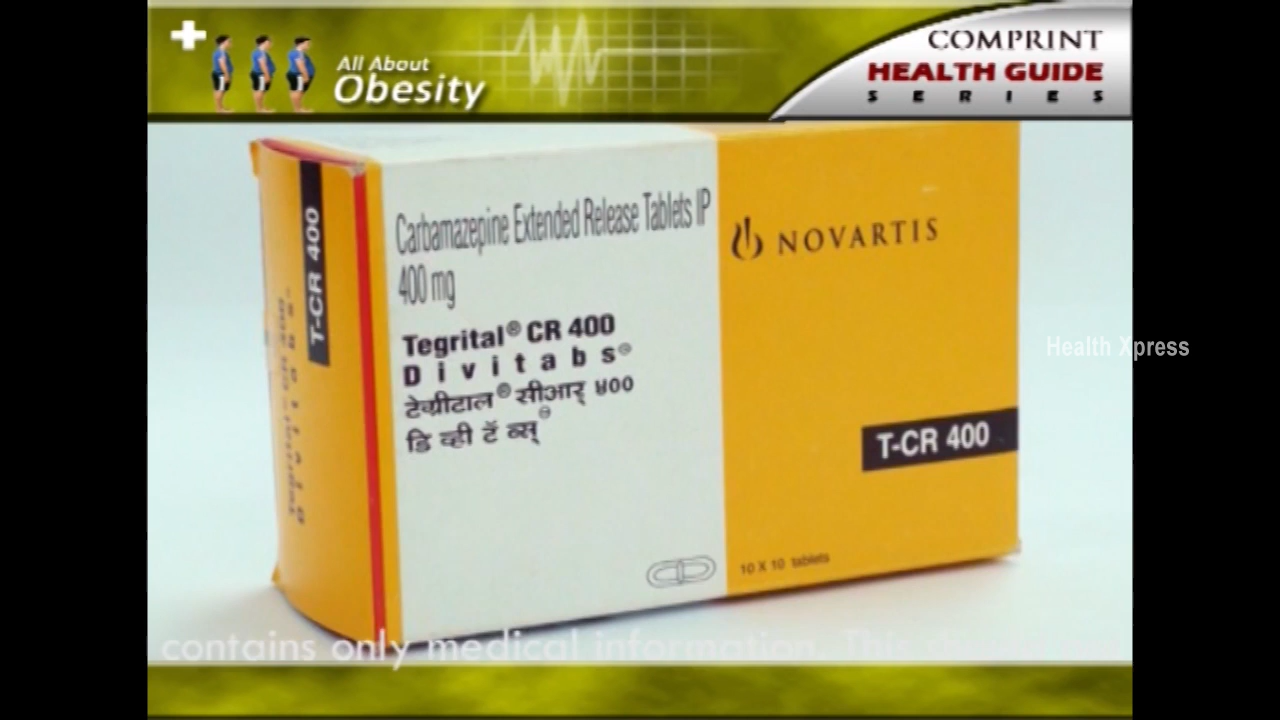 All About
Obesity
COMPRINT
HEALTH GUIDE
SERIES
T-CR 400
Carbamazepine Extended Release Tablets IP
400 mg
Tegrital® CR 400
Divitabs®
टेग्रीटाल® सीआर् ४००
डि व्ही टॅ ब्स्®
NOVARTIS
T-CR 400
10 X 10 tablets
Health Xpress
contains only medical information. This